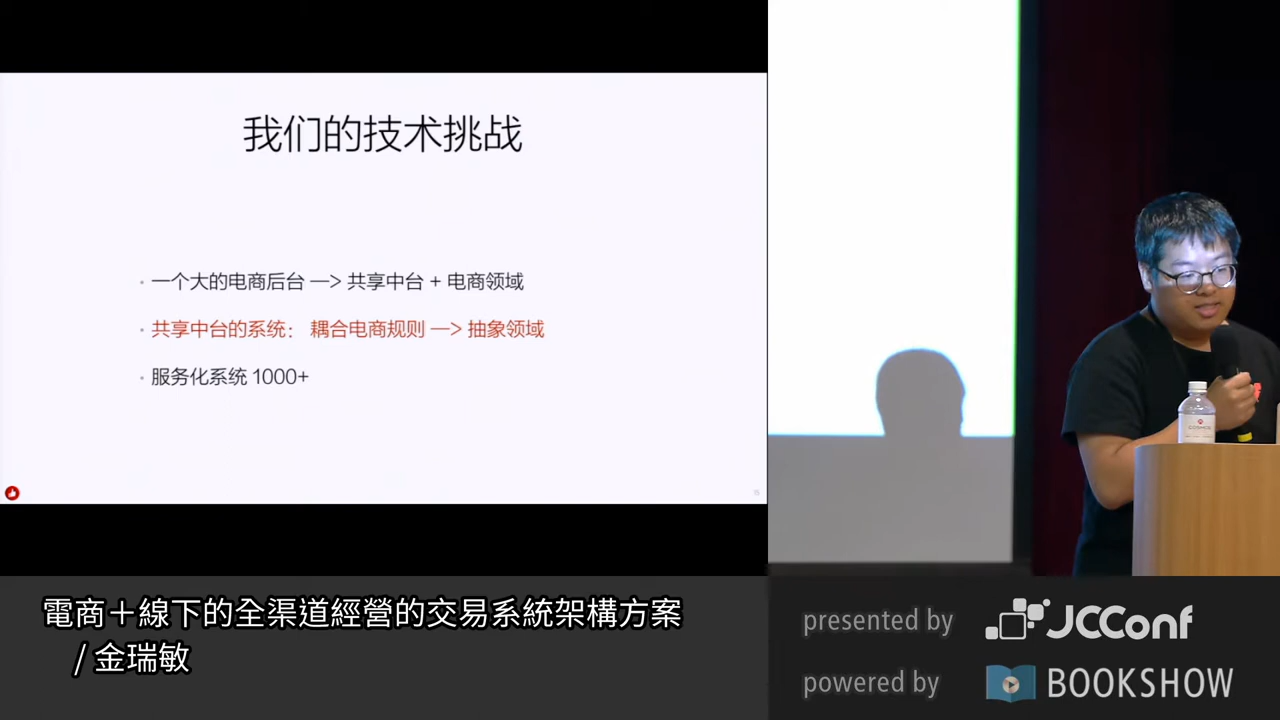 我们的技术挑战
一个大的电商后台 —> 共享中台 + 电商领域
共享中台的系统： 耦合电商规则 —> 抽象领域
服务化系统 1000+
電商＋線下的全渠道經營的交易系統架構方案
/ 金瑞敏
presented by JCConf
powered by BOOKSHOW